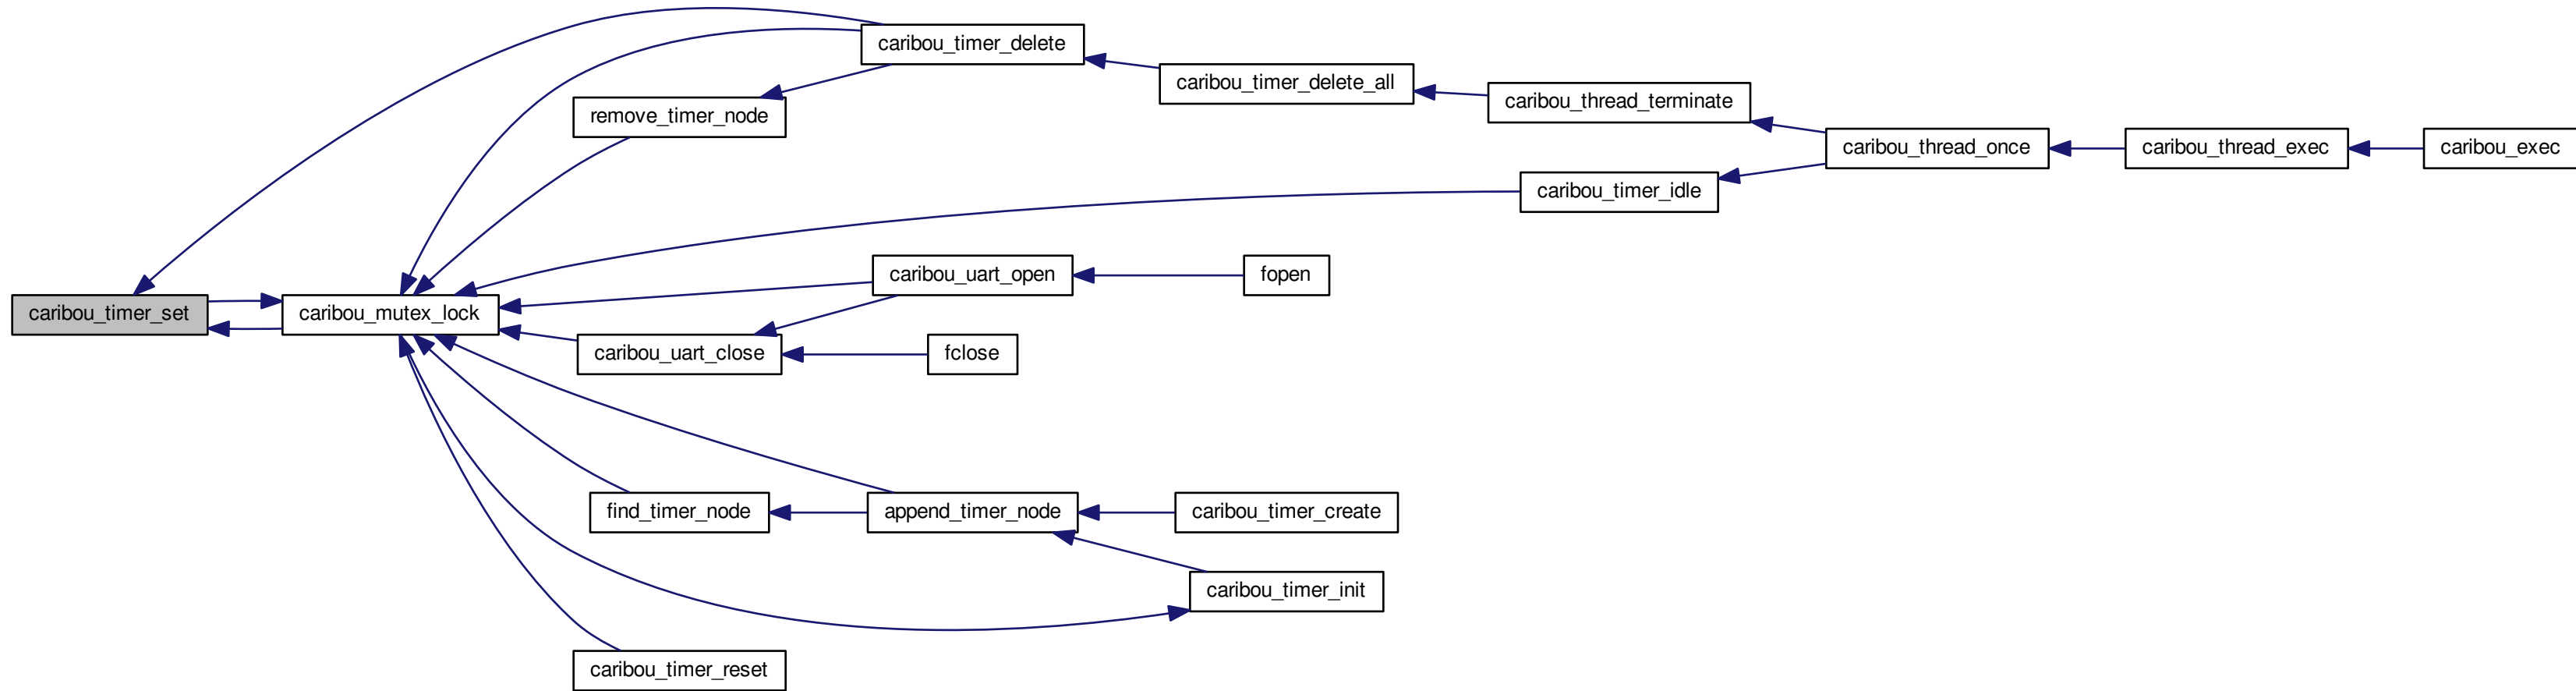 caribou_timer_delete
caribou_timer_delete_all
caribou_thread_terminate
remove_timer_node
caribou_thread_once
caribou_thread_exec
caribou_exec
caribou_timer_idle
caribou_uart_open
fopen
caribou_timer_set
caribou_mutex_lock
caribou_uart_close
fclose
find_timer_node
append_timer_node
caribou_timer_create
caribou_timer_init
caribou_timer_reset